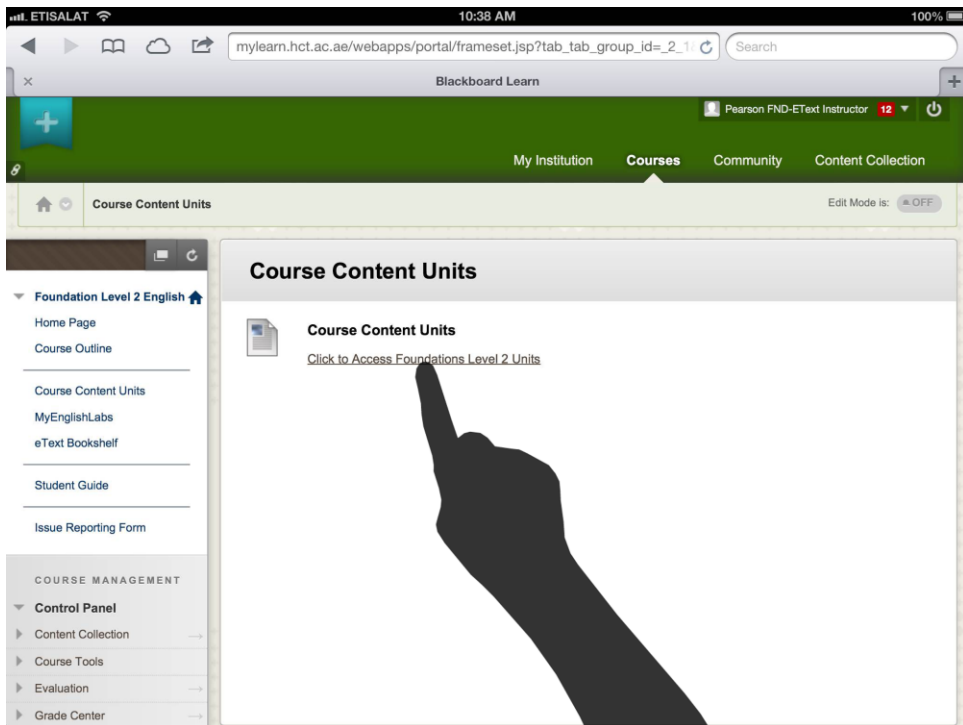 ETISALAT
10:38 AM
100%
mylearn.hct.ac.ae/webapps/portal/frameset.jsp?tab_tab_group_id=_2_1
Search
Blackboard Learn
Pearson FND-EText Instructor 12
My Institution
Courses
Community
Content Collection
Course Content Units
Edit Mode is: OFF
Foundation Level 2 English
Home Page
Course Outline
Course Content Units
MyEnglishLabs
eText Bookshelf
Student Guide
Issue Reporting Form
COURSE MANAGEMENT
Control Panel
Content Collection
Course Tools
Evaluation
Grade Center
Course Content Units
Course Content Units
Click to Access Foundations Level 2 Units